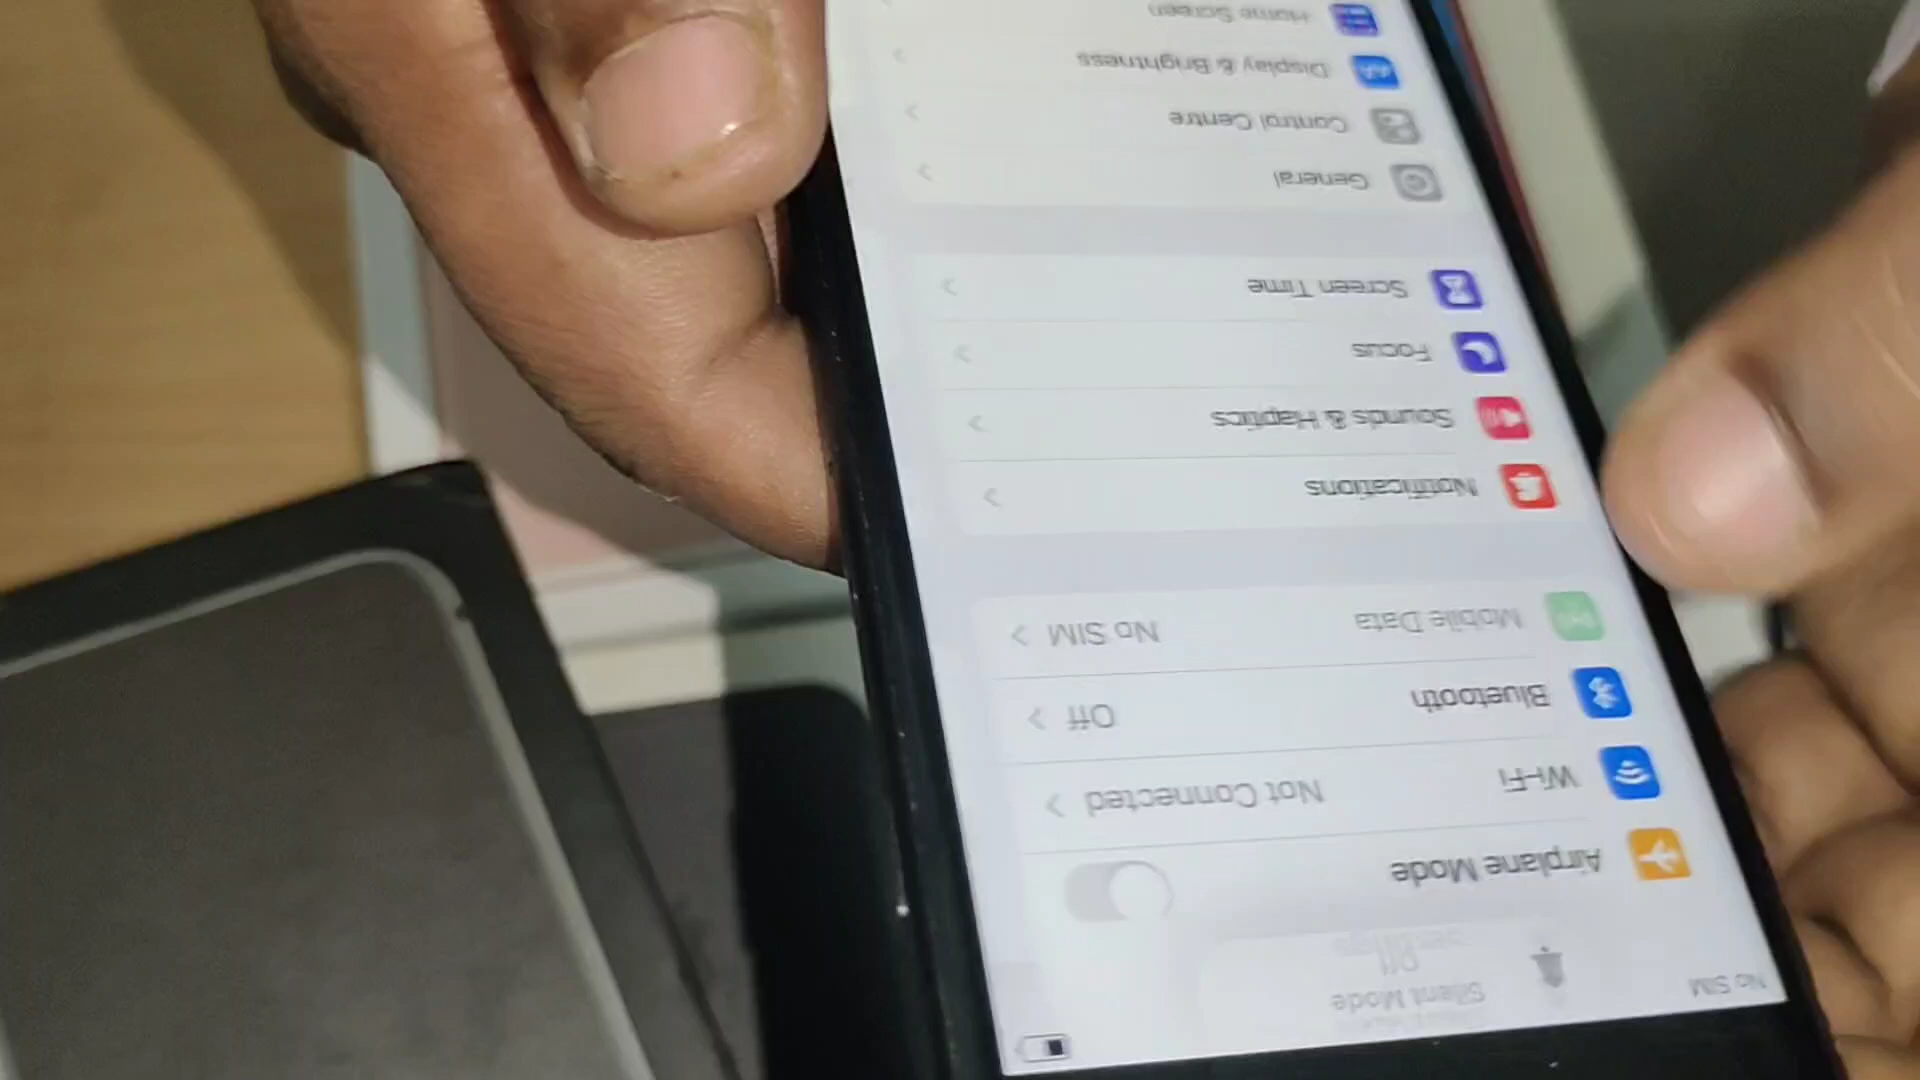 No SIM
Silent Mode
Off
Airplane Mode
Wi-Fi Not Connected
Bluetooth Off
Mobile Data No SIM
Notifications
Sounds & Haptics
Focus
Screen Time
General
Control Centre
Display & Brightness
Home Screen